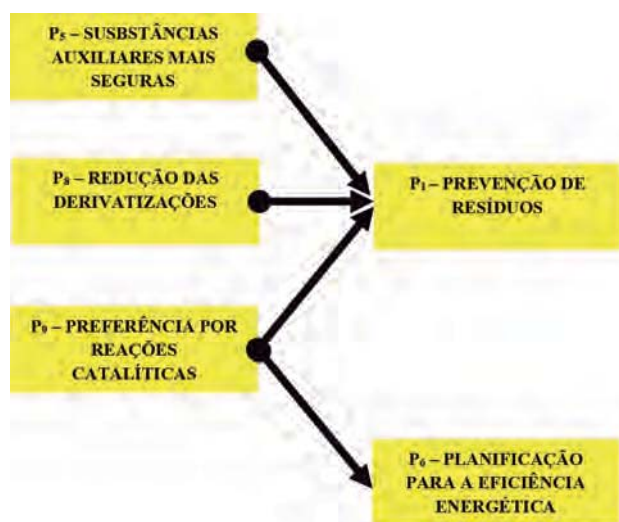 P₅ – SUSBSTÂNCIAS
AUXILIARES MAIS
SEGURAS
P₈ – REDUÇÃO DAS
DERIVATIZAÇÕES
P₁ – PREVENÇÃO DE
RESÍDUOS
P₉ – PREFERÊNCIA POR
REAÇÕES
CATALÍTICAS
P₆ – PLANIFICAÇÃO
PARA A EFICIÊNCIA
ENERGÉTICA